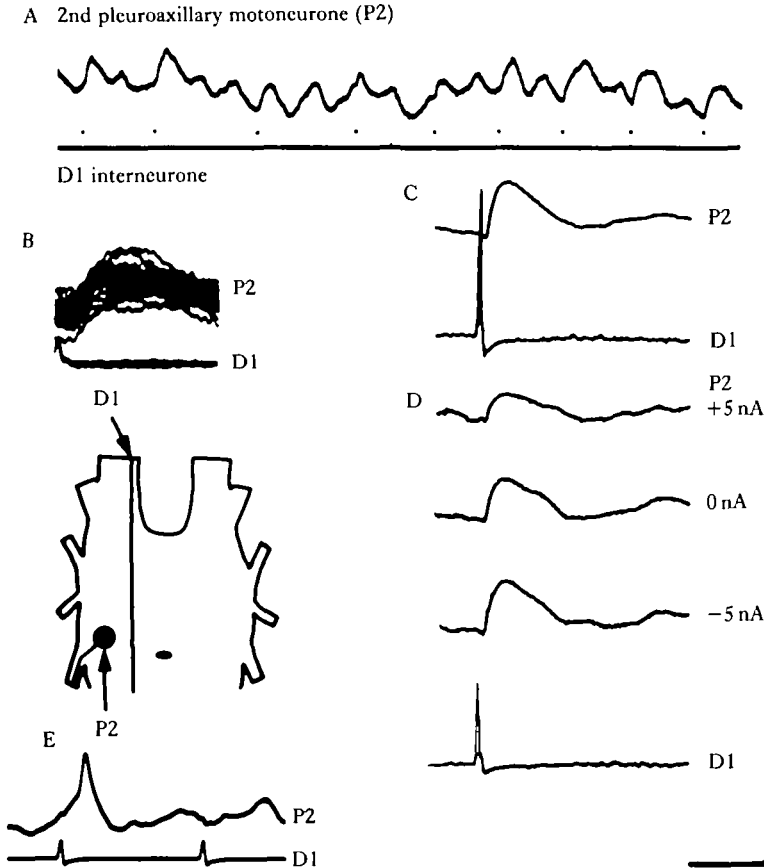 A 2nd pleuroaxillary motoneurone (P2)
D1 interneurone
B
P2
D1
C
P2
D1
D
P2
+5 nA
0 nA
−5 nA
D1
D1
P2
E
P2
D1